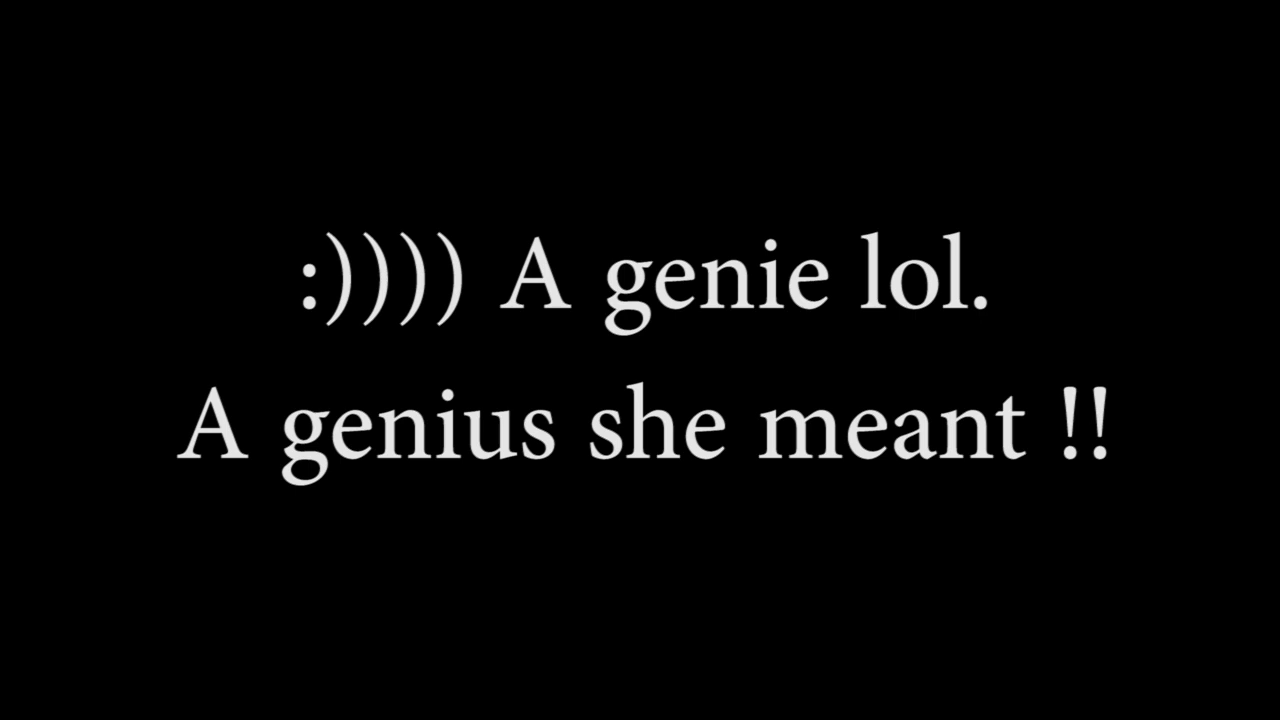 :)))) A genie lol.
A genius she meant !!